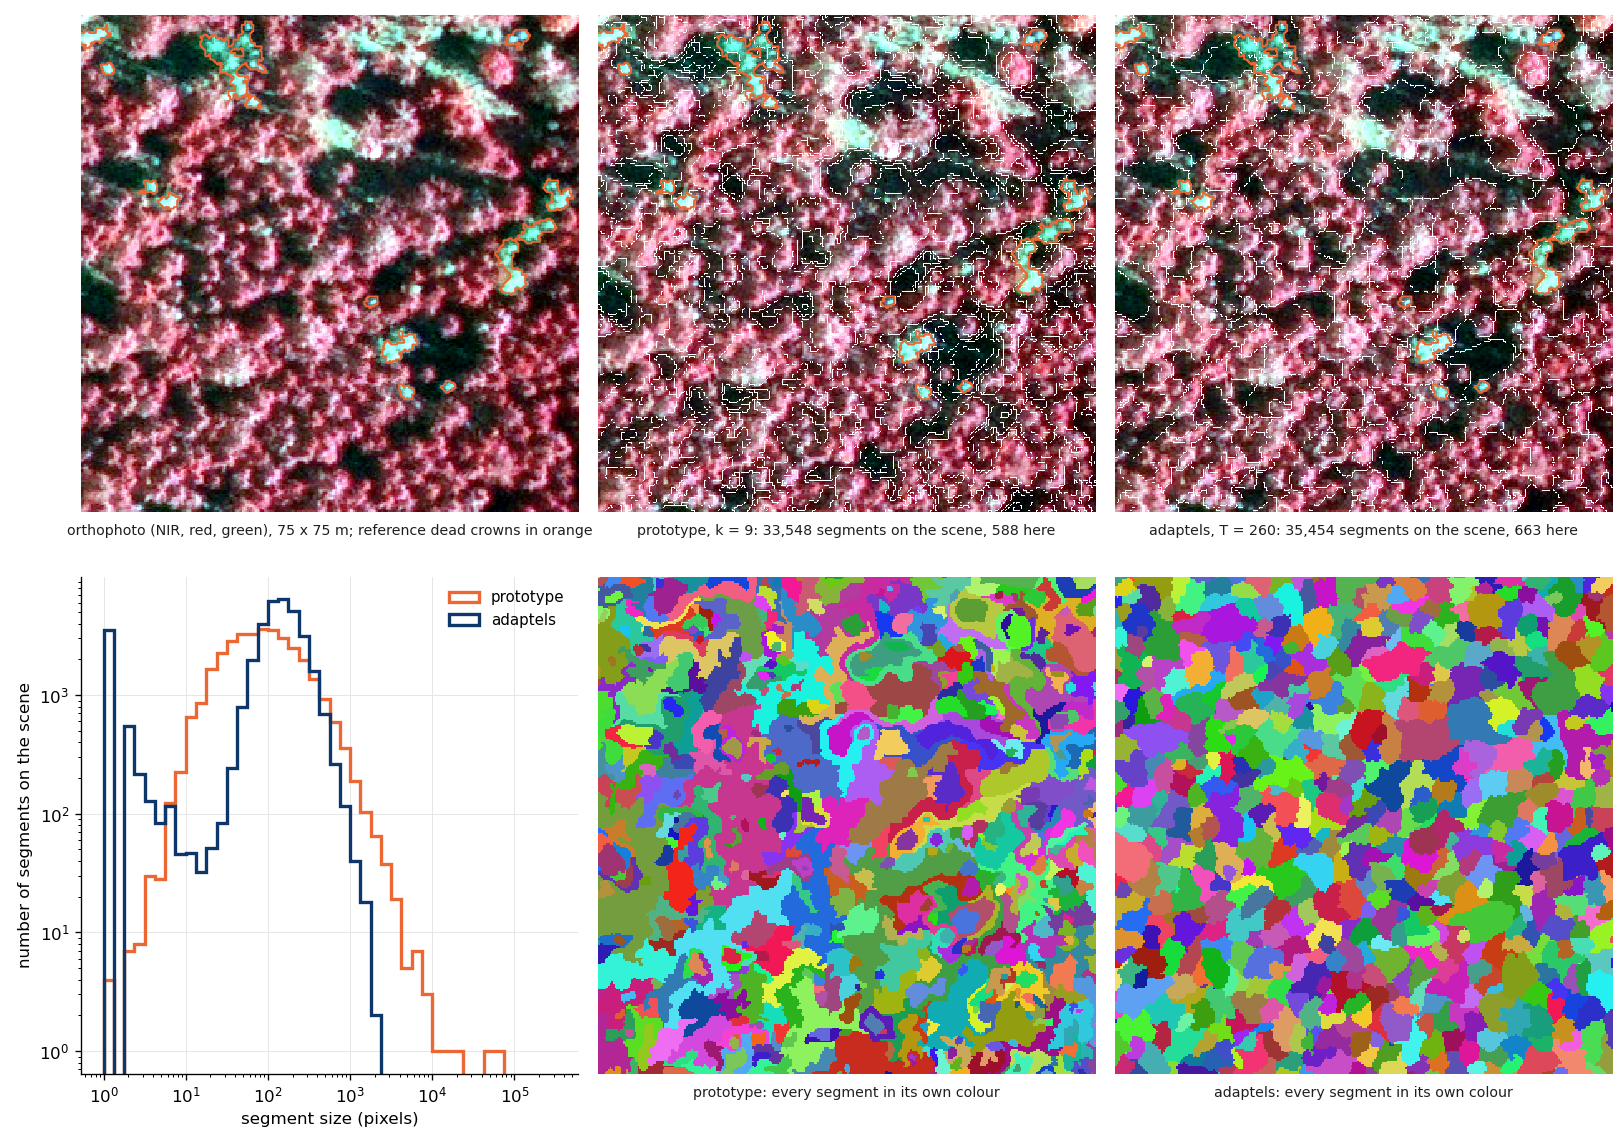 orthophoto (NIR, red, green), 75 x 75 m; reference dead crowns in orange
prototype, k = 9: 33,548 segments on the scene, 588 here
adaptels, T = 260: 35,454 segments on the scene, 663 here
prototype
adaptels
number of segments on the scene
10³
10²
10¹
10⁰
10⁰ 10¹ 10² 10³ 10⁴ 10⁵
segment size (pixels)
prototype: every segment in its own colour
adaptels: every segment in its own colour